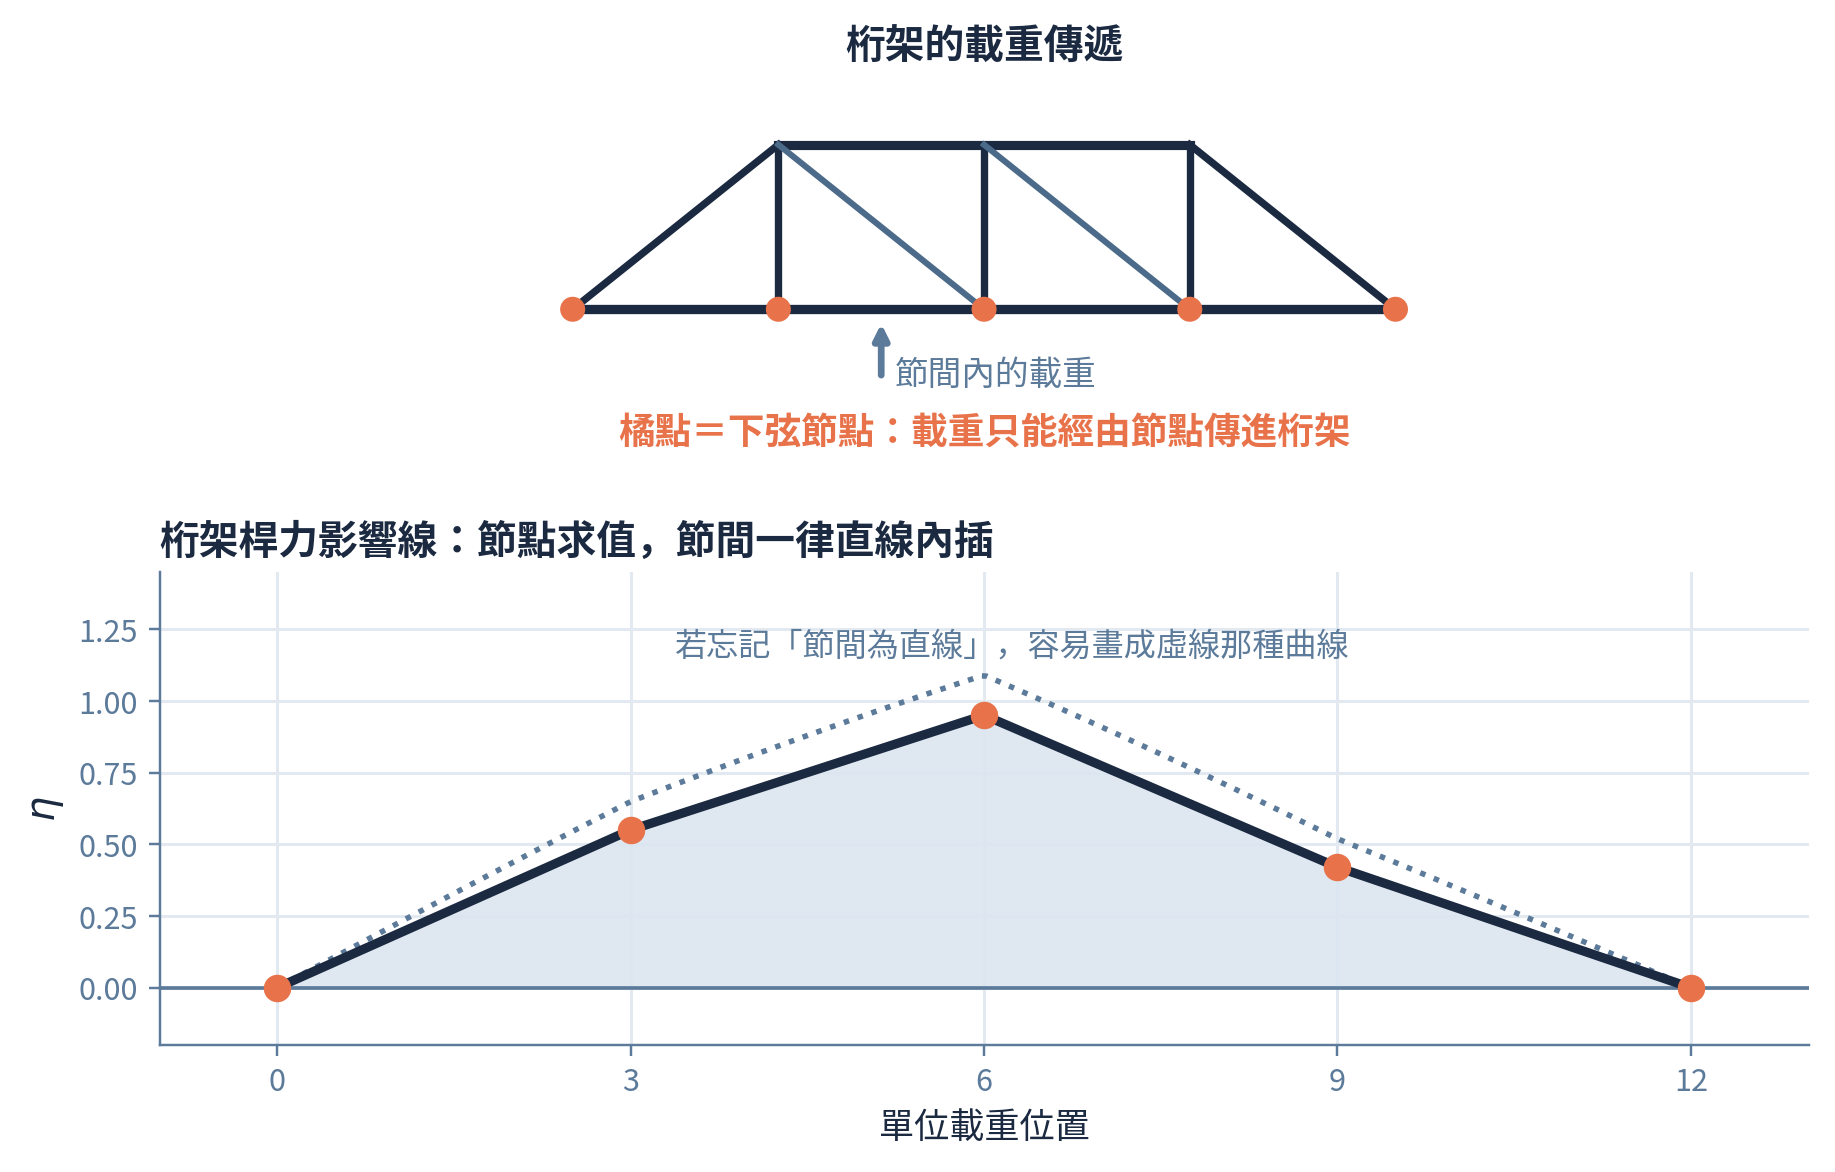 桁架的載重傳遞
節間內的載重
橘點＝下弦節點：載重只能經由節點傳進桁架
桁架桿力影響線：節點求值，節間一律直線內插
若忘記「節間為直線」，容易畫成虛線那種曲線
1.25
1.00
0.75
0.50
0.25
0.00
η
0 3 6 9 12
單位載重位置